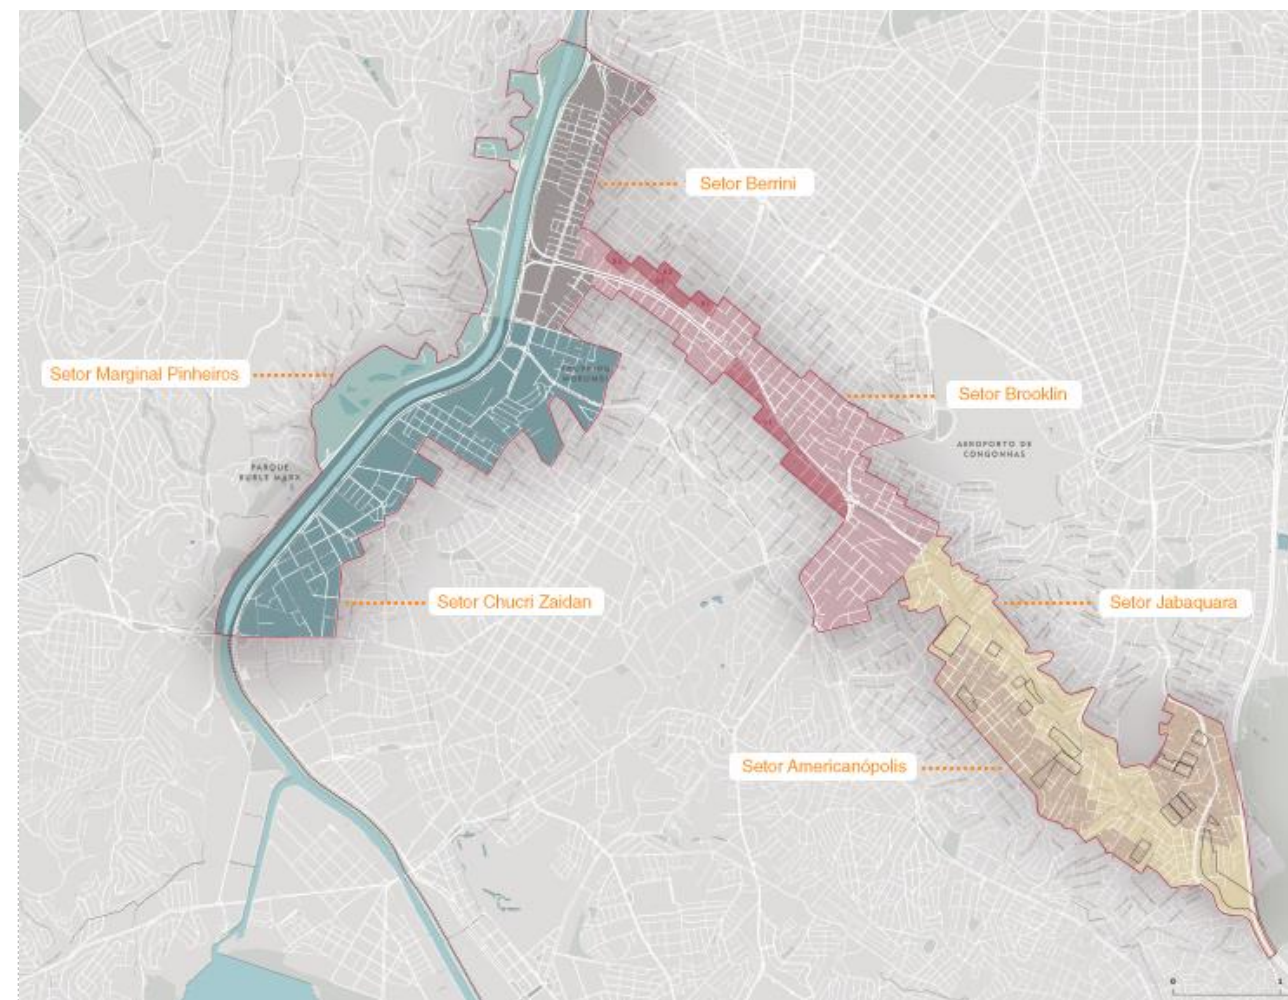 Setor Berrini
Setor Marginal Pinheiros
Setor Brooklin
AEROPORTO DE
CONGONHAS
PARQUE
BURLE MARX
Setor Chucri Zaidan
Setor Jabaquara
Setor Americanópolis
0